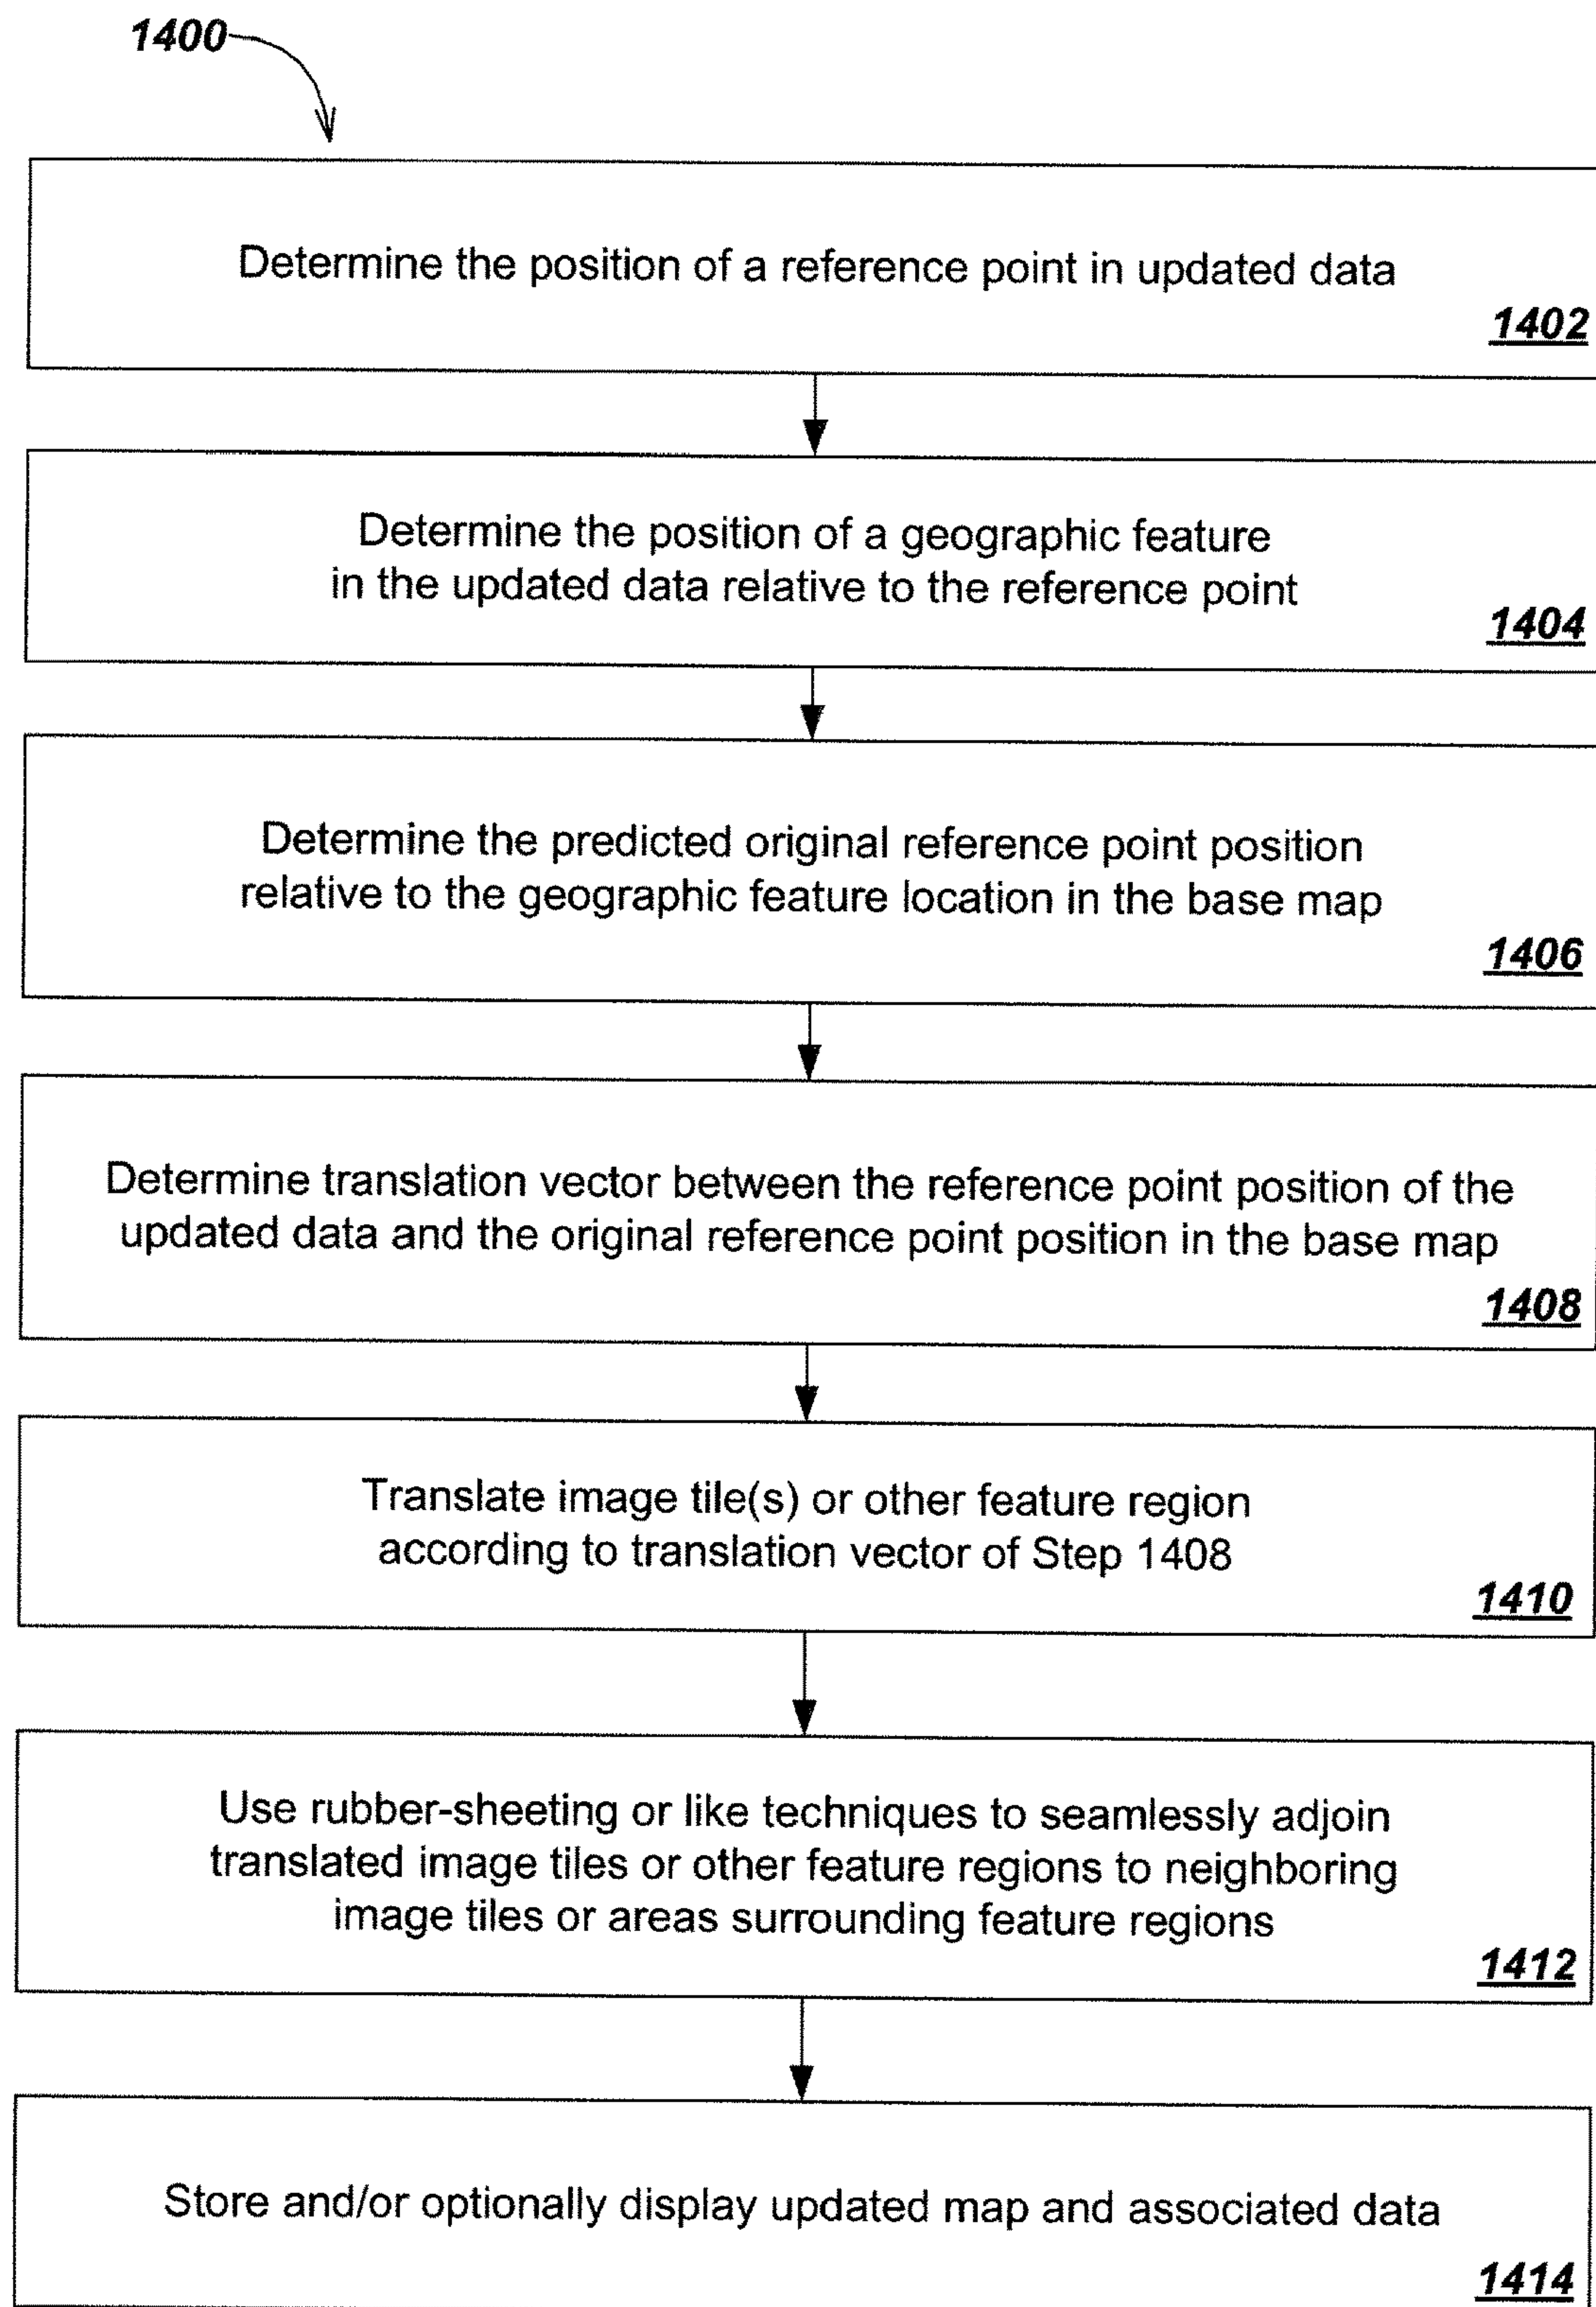 1400
Determine the position of a reference point in updated data
1402
Determine the position of a geographic feature
in the updated data relative to the reference point
1404
Determine the predicted original reference point position
relative to the geographic feature location in the base map
1406
Determine translation vector between the reference point position of the
updated data and the original reference point position in the base map
1408
Translate image tile(s) or other feature region
according to translation vector of Step 1408
1410
Use rubber-sheeting or like techniques to seamlessly adjoin
translated image tiles or other feature regions to neighboring
image tiles or areas surrounding feature regions
1412
Store and/or optionally display updated map and associated data
1414